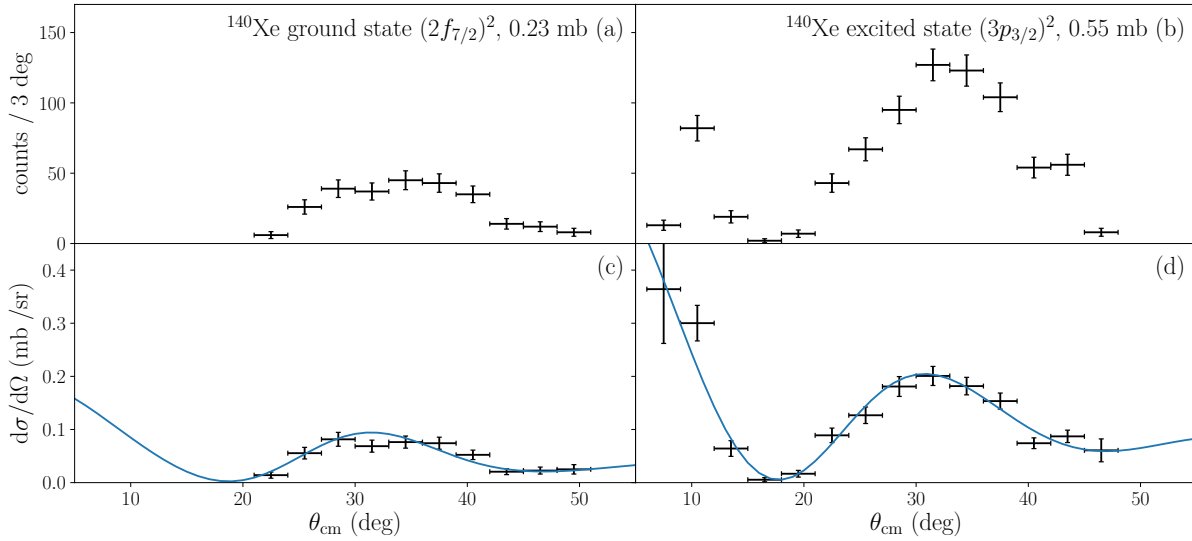 ¹⁴⁰Xe ground state (2f₇/₂)², 0.23 mb (a)
¹⁴⁰Xe excited state (3p₃/₂)², 0.55 mb (b)
counts / 3 deg
150
100
50
0
(c)
(d)
dσ/dΩ (mb /sr)
0.4
0.3
0.2
0.1
0.0
10 20 30 40 50
10 20 30 40 50
θcm (deg)
θcm (deg)